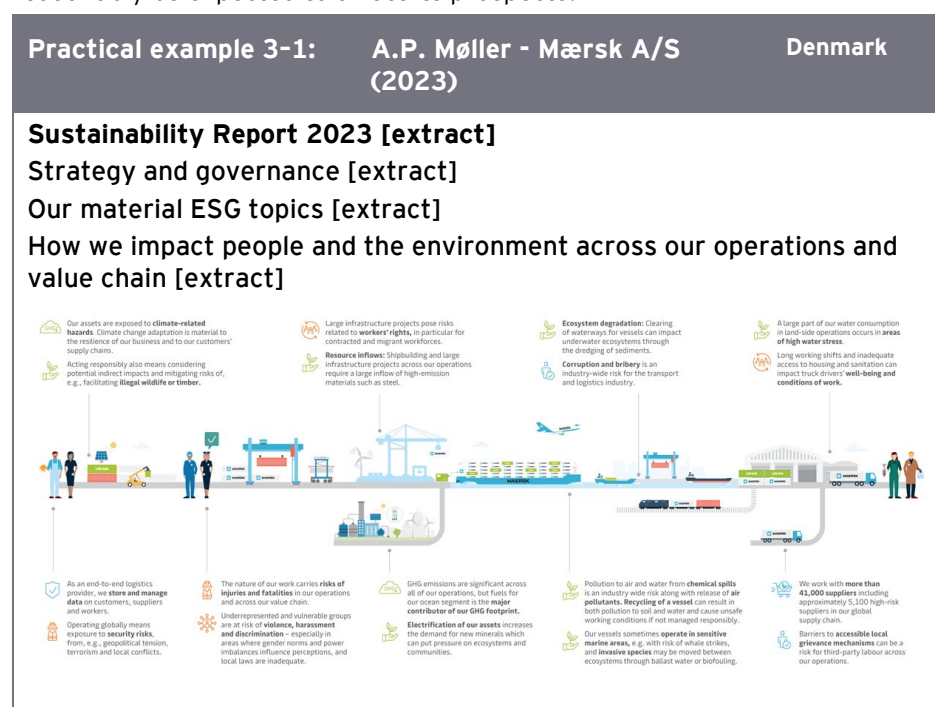 Practical example 3-1:
A.P. Møller - Mærsk A/S
(2023)
Denmark
Sustainability Report 2023 [extract]
Strategy and governance [extract]
Our material ESG topics [extract]
How we impact people and the environment across our operations and
value chain [extract]
Our assets are exposed to climate-related
hazards. Climate change adaptation is material to
the resilience of our business and to our customers'
supply chains.
Acting responsibly also means considering
potential indirect impacts and mitigating risks of,
e.g., facilitating illegal wildlife or timber.
Large infrastructure projects pose risks
related to workers' rights, in particular for
contracted and migrant workforces.
Resource inflows: Shipbuilding and large
infrastructure projects across our operations
require a large inflow of high-emission
materials such as steel.
Ecosystem degradation: Clearing
of waterways for vessels can impact
underwater ecosystems through
the dredging of sediments.
Corruption and bribery is an
industry-wide risk for the transport
and logistics industry.
A large part of our water consumption
in land-side operations occurs in areas
of high water stress.
Long working shifts and inadequate
access to housing and sanitation can
impact truck drivers' well-being and
conditions of work.
MAERSK
As an end-to-end logistics
provider, we store and manage
data on customers, suppliers
and workers.
Operating globally means
exposure to security risks,
from, e.g., geopolitical tension,
terrorism and local conflicts.
The nature of our work carries risks of
injuries and fatalities in our operations
and across our value chain.
Underrepresented and vulnerable groups
are at risk of violence, harassment
and discrimination – especially in
areas where gender norms and power
imbalances influence perceptions, and
local laws are inadequate.
GHG emissions are significant across
all of our operations, but fuels for
our ocean segment is the major
contributor of our GHG footprint.
Electrification of our assets increases
the demand for new minerals which
can put pressure on ecosystems and
communities.
Pollution to air and water from chemical spills
is an industry wide risk along with release of air
pollutants. Recycling of a vessel can result in
both pollution to soil and water and cause unsafe
working conditions if not managed responsibly.
Our vessels sometimes operate in sensitive
marine areas, e.g. with risk of whale strikes,
and invasive species may be moved between
ecosystems through ballast water or biofouling.
We work with more than
41,000 suppliers including
approximately 5,100 high-risk
suppliers in our global
supply chain.
Barriers to accessible local
grievance mechanisms can be a
risk for third-party labour across
our operations.